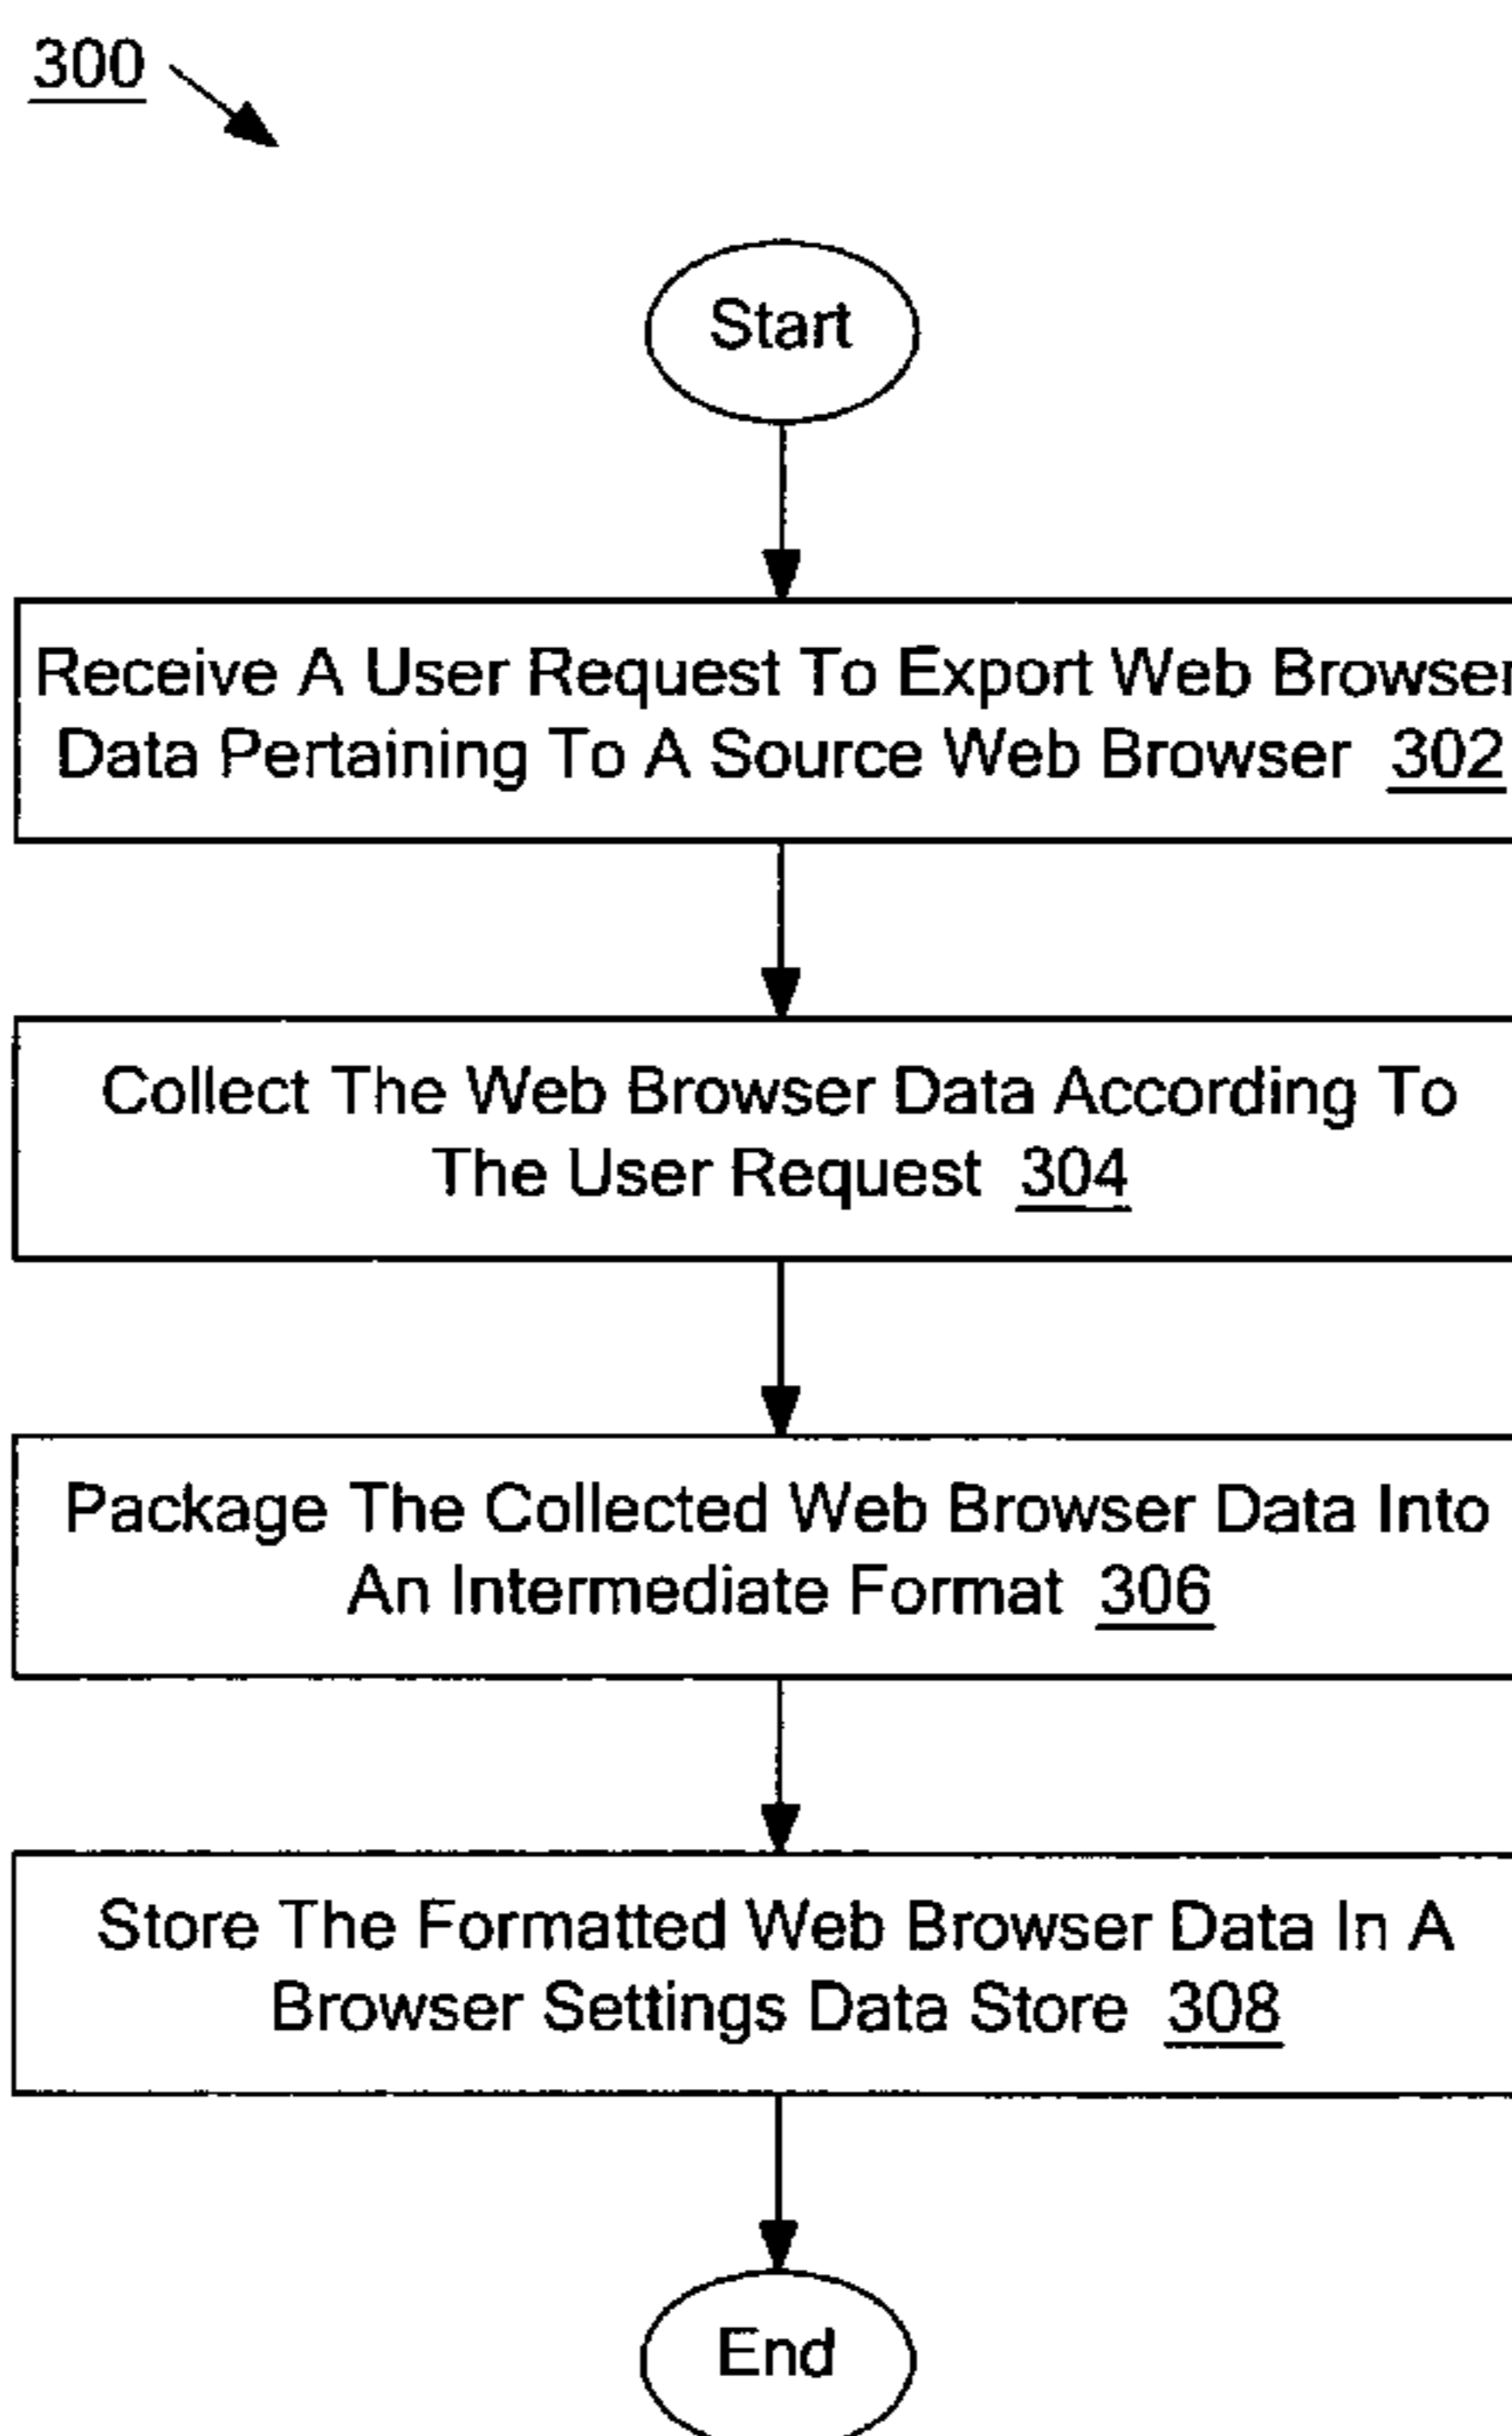 300
Start
Receive A User Request To Export Web Browser
Data Pertaining To A Source Web Browser 302
Collect The Web Browser Data According To
The User Request 304
Package The Collected Web Browser Data Into
An Intermediate Format 306
Store The Formatted Web Browser Data In A
Browser Settings Data Store 308
End